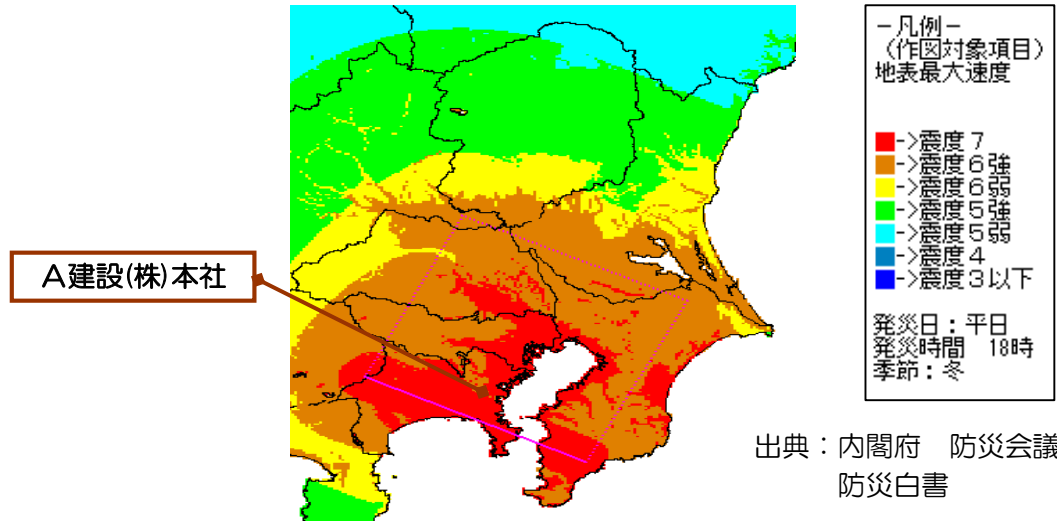 A建設(株)本社
－凡例－
(作図対象項目)
地表最大速度
->震度7
->震度6強
->震度6弱
->震度5強
->震度5弱
->震度4
->震度3以下
発災日:平日
発災時間 18時
季節:冬
出典:内閣府 防災会議
防災白書